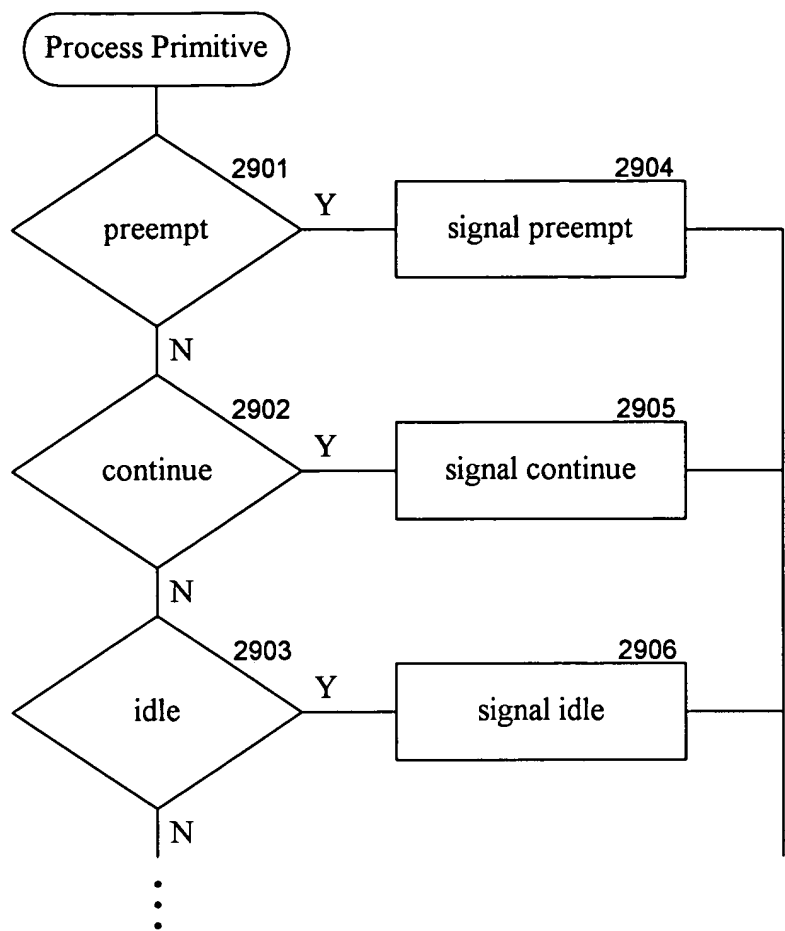 Process Primitive
2901
preempt
Y
2904
signal preempt
N
2902
continue
Y
2905
signal continue
N
2903
idle
Y
2906
signal idle
N